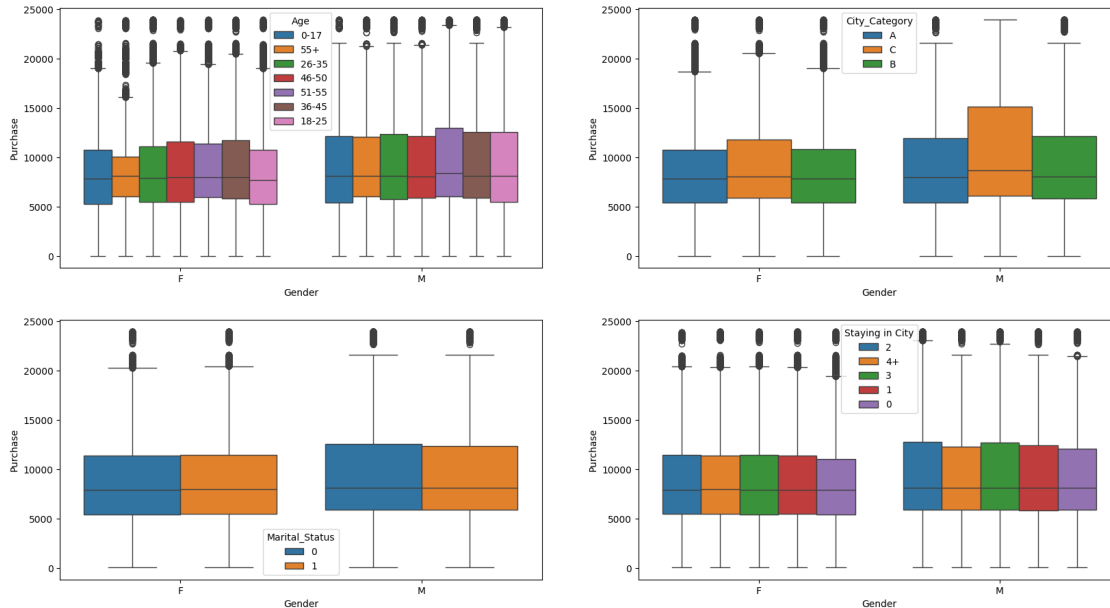 25000
20000
15000
10000
5000
0
Purchase
Age
0-17
55+
26-35
46-50
51-55
36-45
18-25
F
M
Gender
25000
20000
15000
10000
5000
0
Purchase
City_Category
A
C
B
F
M
Gender
25000
20000
15000
10000
5000
0
Purchase
Marital_Status
0
1
F
M
Gender
25000
20000
15000
10000
5000
0
Purchase
Staying in City
2
4+
3
1
0
F
M
Gender